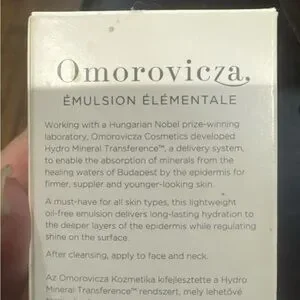 Omorovicza,
ÉMULSION ÉLÉMENTALE
Working with a Hungarian Nobel prize-winning
laboratory, Omorovicza Cosmetics developed
Hydro Mineral Transference™, a delivery system,
to enable the absorption of minerals from the
healing waters of Budapest by the epidermis for
firmer, suppler and younger-looking skin.
A must-have for all skin types, this lightweight
oil-free emulsion delivers long-lasting hydration to
the deeper layers of the epidermis while regulating
shine on the surface.
After cleansing, apply to face and neck.
Az Omorovicza Kozmetika kifejlesztette a Hydro
Mineral Transference™ rendszert, mely lehetővé